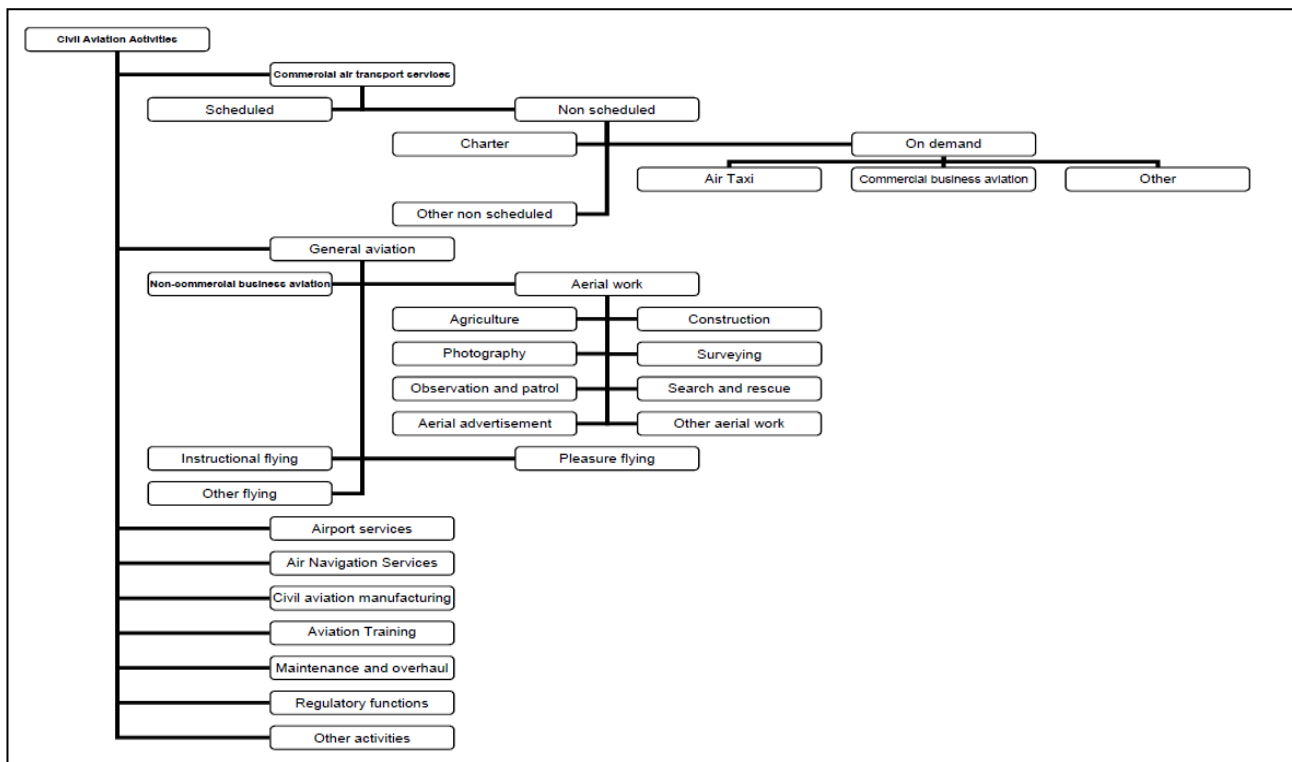 Civil Aviation Activities
Commercial air transport services
Scheduled
Non scheduled
Charter
On demand
Air Taxi
Commercial business aviation
Other
Other non scheduled
General aviation
Non-commercial business aviation
Aerial work
Agriculture
Construction
Photography
Surveying
Observation and patrol
Search and rescue
Aerial advertisement
Other aerial work
Instructional flying
Pleasure flying
Other flying
Airport services
Air Navigation Services
Civil aviation manufacturing
Aviation Training
Maintenance and overhaul
Regulatory functions
Other activities